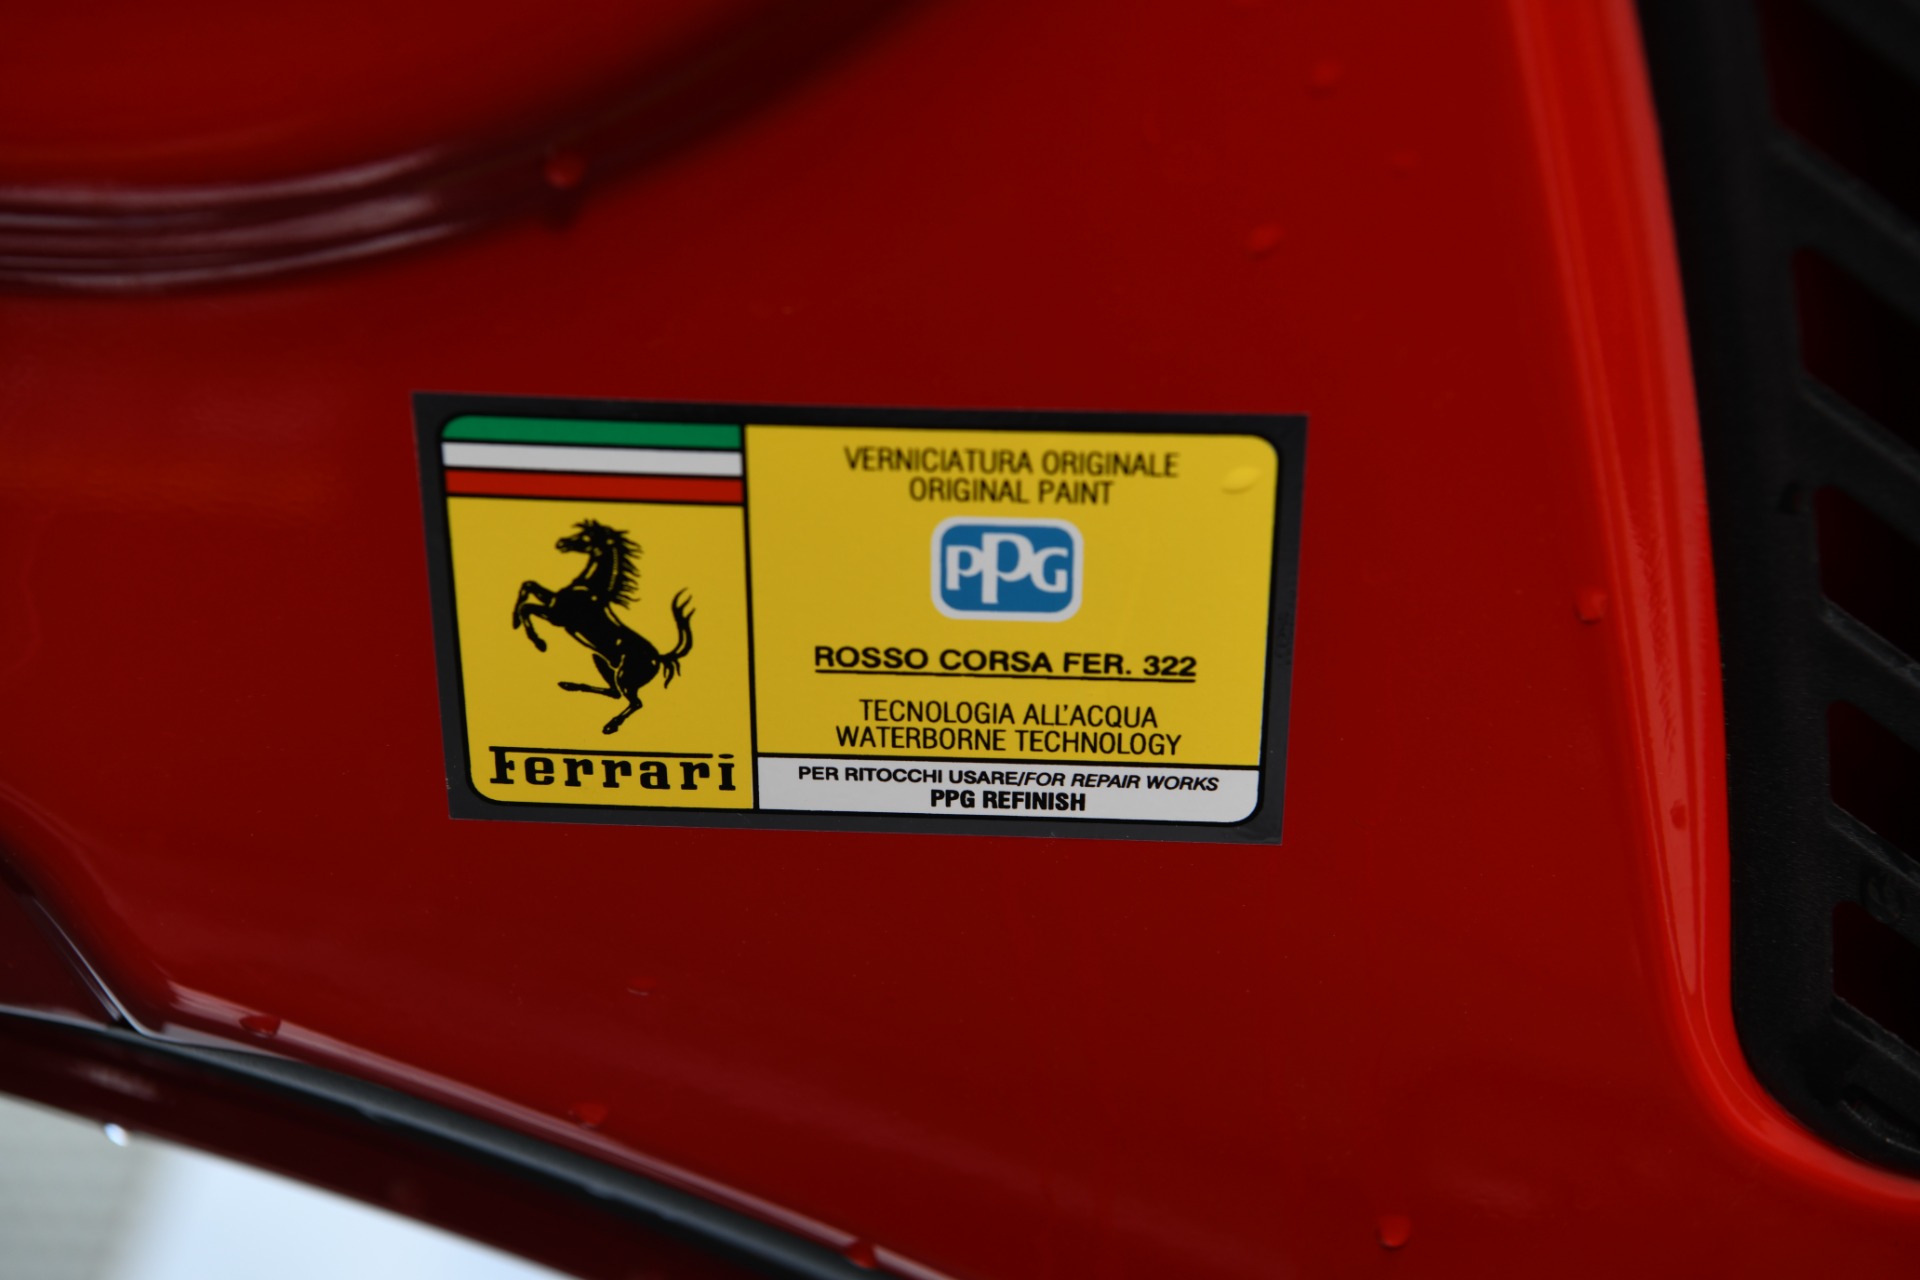 Ferrari
VERNICIATURA ORIGINALE
ORIGINAL PAINT
PPG
ROSSO CORSA FER. 322
TECNOLOGIA ALL'ACQUA
WATERBORNE TECHNOLOGY
PER RITOCCHI USARE/FOR REPAIR WORKS
PPG REFINISH